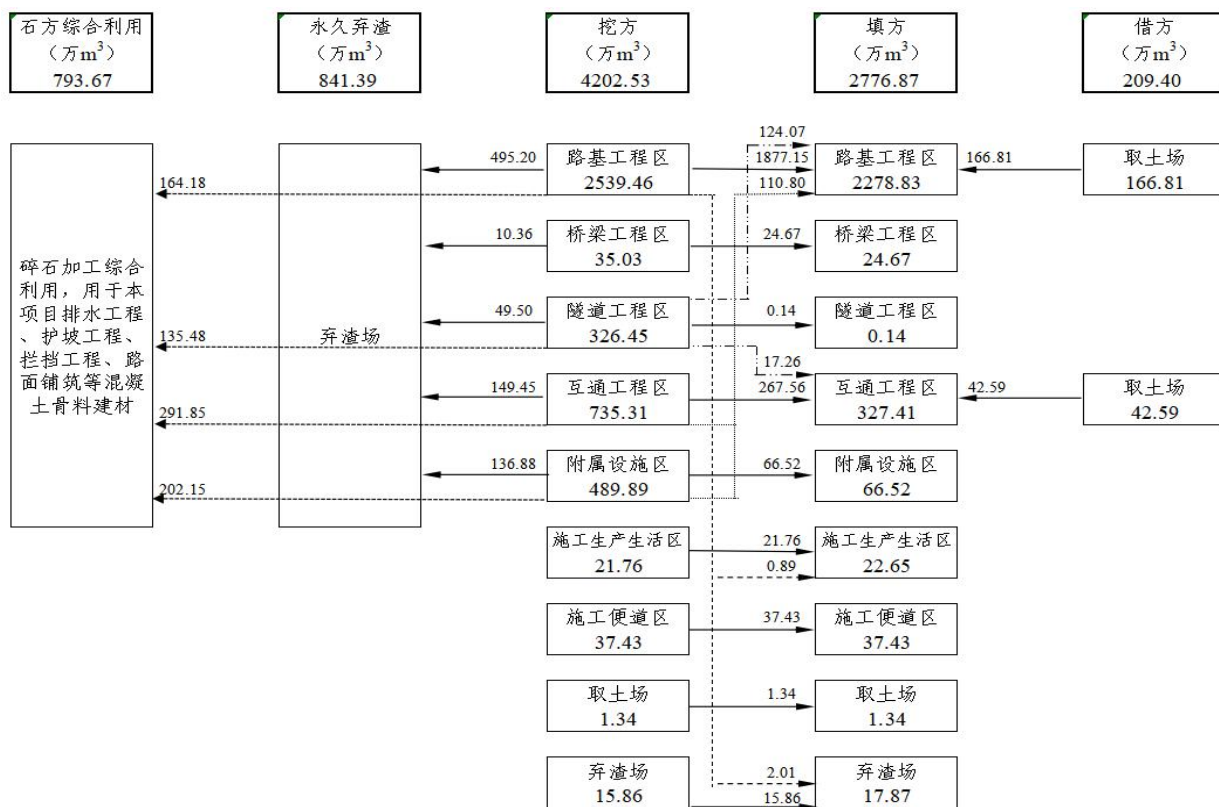 石方综合利用
（万m³）
793.67
永久弃渣
（万m³）
841.39
挖方
（万m³）
4202.53
填方
（万m³）
2776.87
借方
（万m³）
209.40
碎石加工综合
利用，用于本
项目排水工程
、护坡工程、
拦挡工程、路
面铺筑等混凝
土骨料建材
弃渣场
124.07
495.20
路基工程区
2539.46
1877.15
110.80
路基工程区
2278.83
166.81
取土场
166.81
164.18
10.36
桥梁工程区
35.03
24.67
桥梁工程区
24.67
49.50
隧道工程区
326.45
0.14
隧道工程区
0.14
135.48
17.26
149.45
互通工程区
735.31
267.56
互通工程区
327.41
42.59
取土场
42.59
291.85
136.88
附属设施区
489.89
66.52
附属设施区
66.52
202.15
施工生产生活区
21.76
21.76
0.89
施工生产生活区
22.65
施工便道区
37.43
37.43
施工便道区
37.43
取土场
1.34
1.34
取土场
1.34
弃渣场
15.86
2.01
15.86
弃渣场
17.87